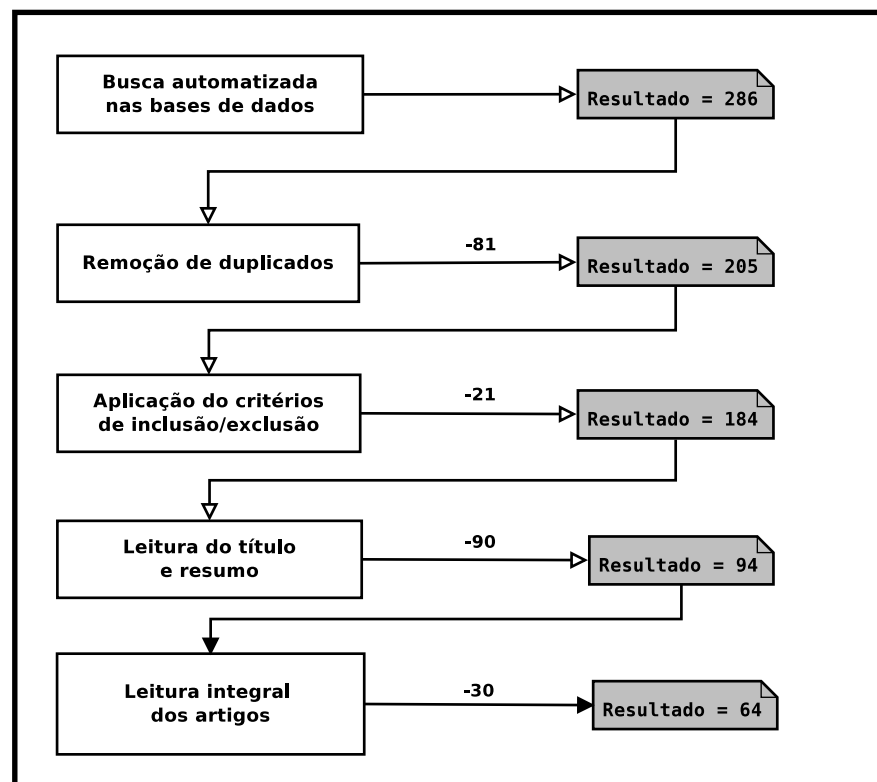 Busca automatizada
nas bases de dados
Resultado = 286
Remoção de duplicados
-81
Resultado = 205
Aplicação do critérios
de inclusão/exclusão
-21
Resultado = 184
Leitura do título
e resumo
-90
Resultado = 94
Leitura integral
dos artigos
-30
Resultado = 64